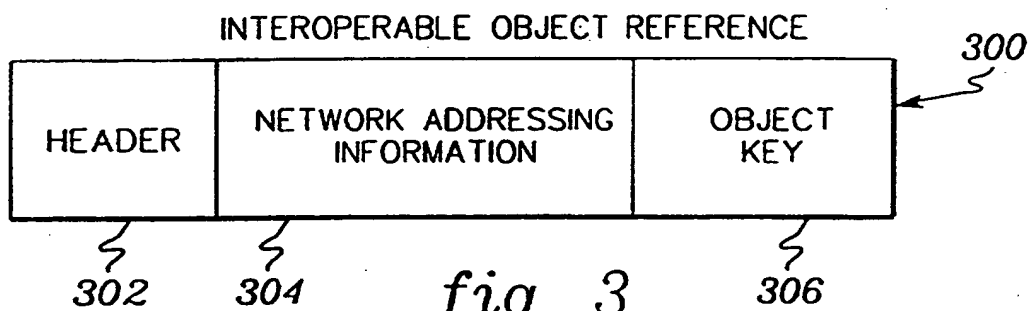 INTEROPERABLE OBJECT REFERENCE
300
HEADER
NETWORK ADDRESSING
INFORMATION
OBJECT
KEY
302
304
fig. 3
306